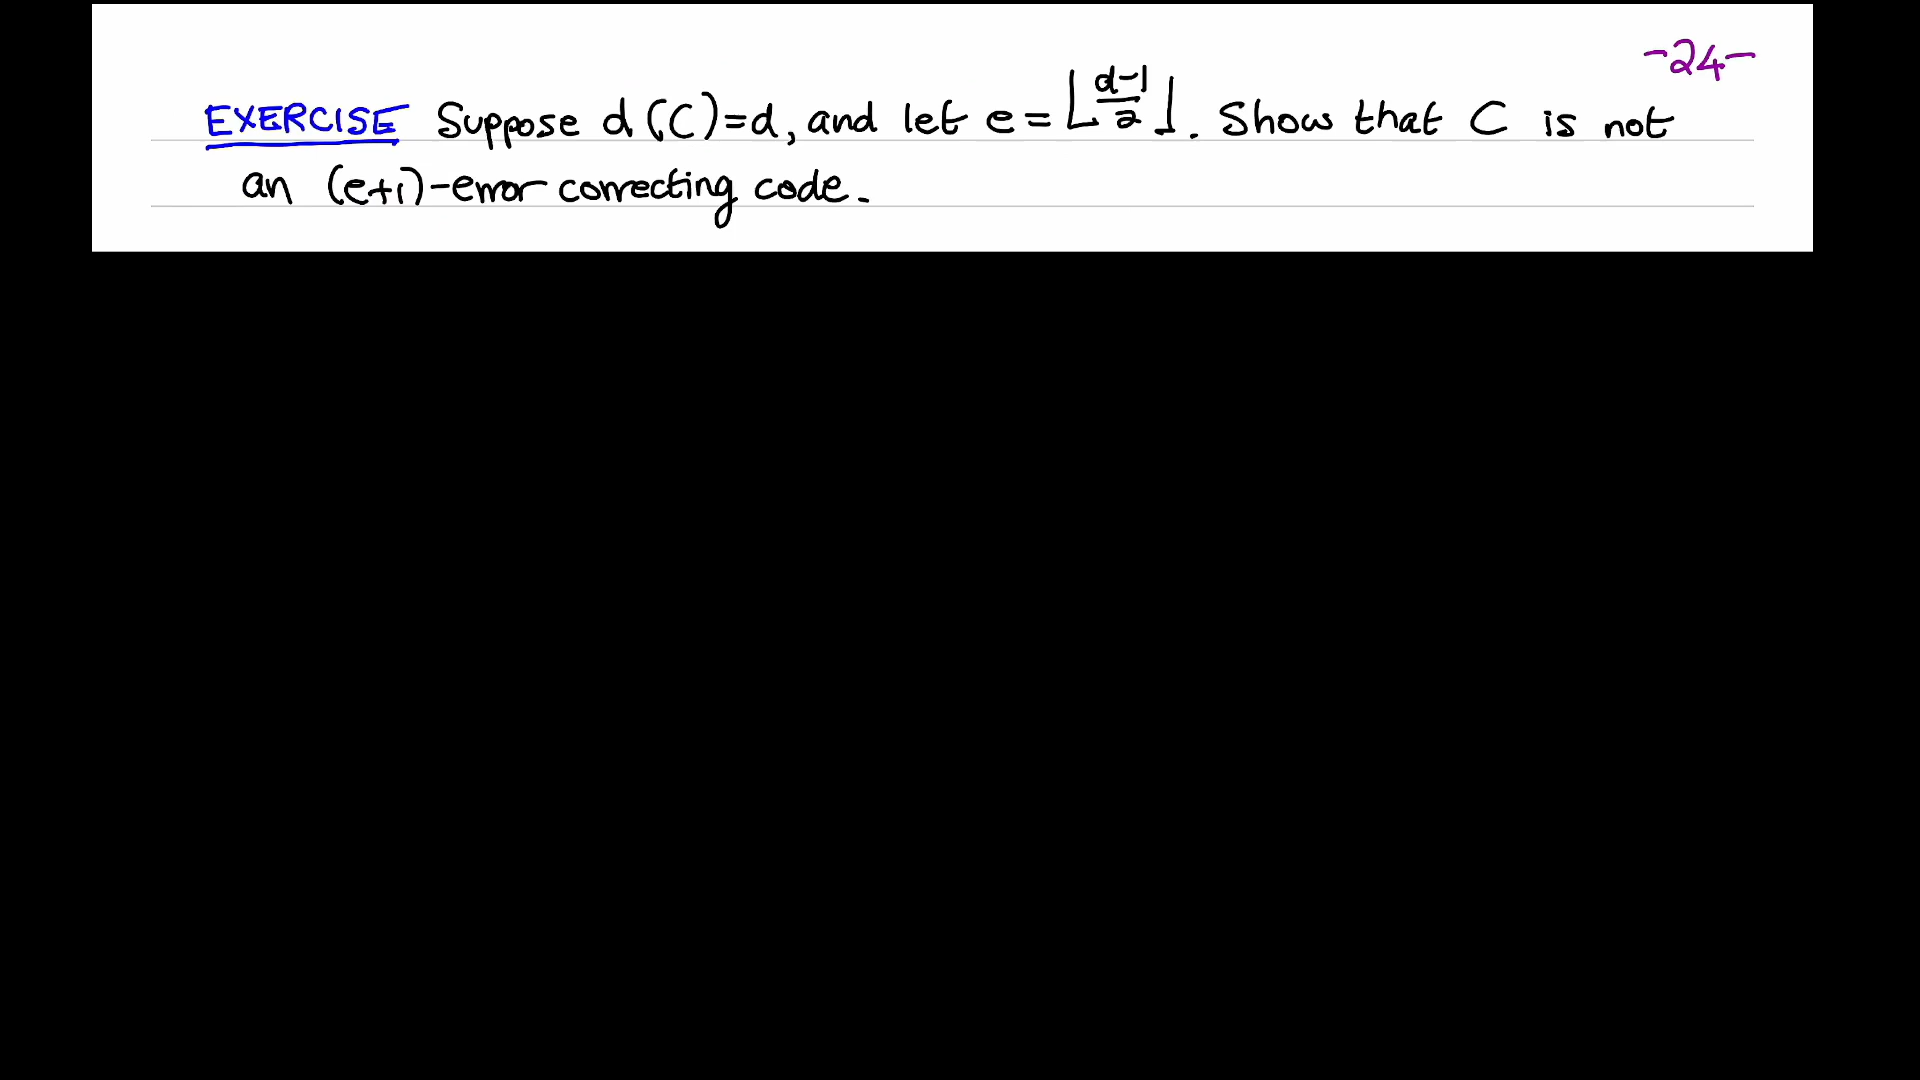 -24-
EXERCISE Suppose d(C)=d, and let e=⌊(d-1)/2⌋. Show that C is not
an (e+1)-error correcting code.